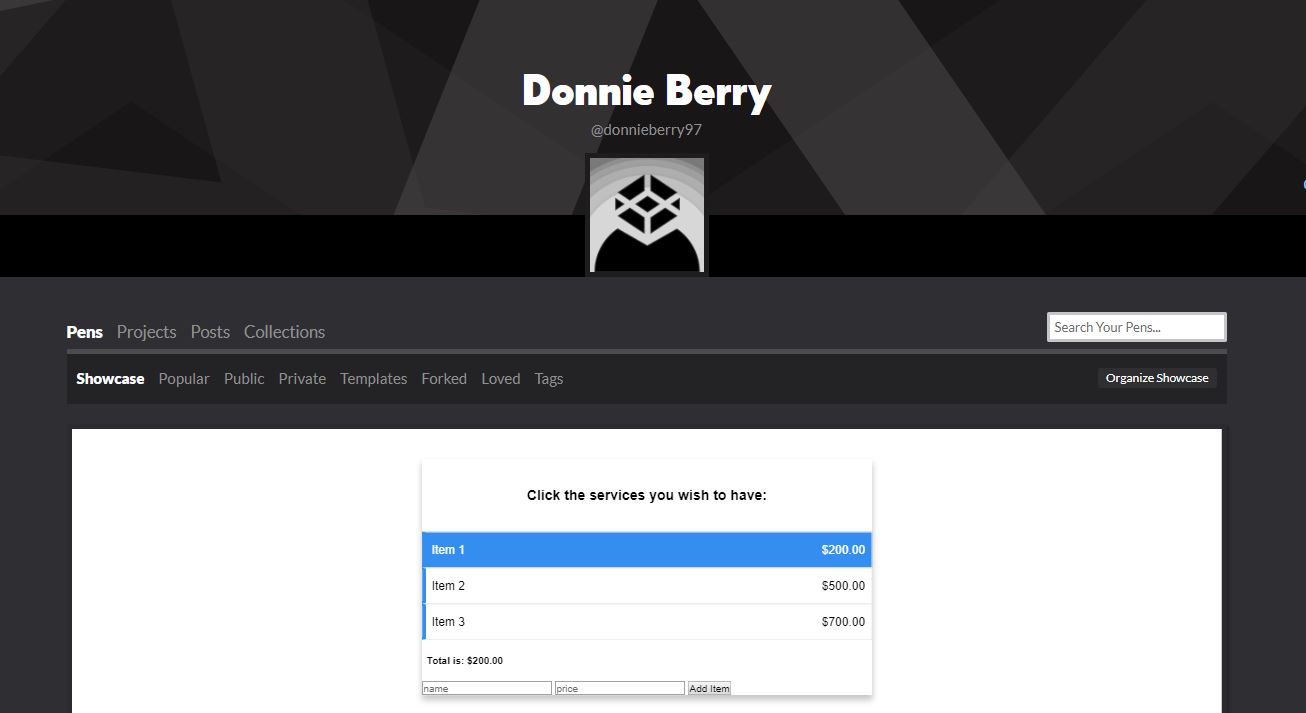 Donnie Berry
@donnieberry97
Pens Projects Posts Collections
Search Your Pens...
Showcase Popular Public Private Templates Forked Loved Tags
Organize Showcase
Click the services you wish to have:
Item 1 $200.00
Item 2 $500.00
Item 3 $700.00
Total is: $200.00
name price Add Item